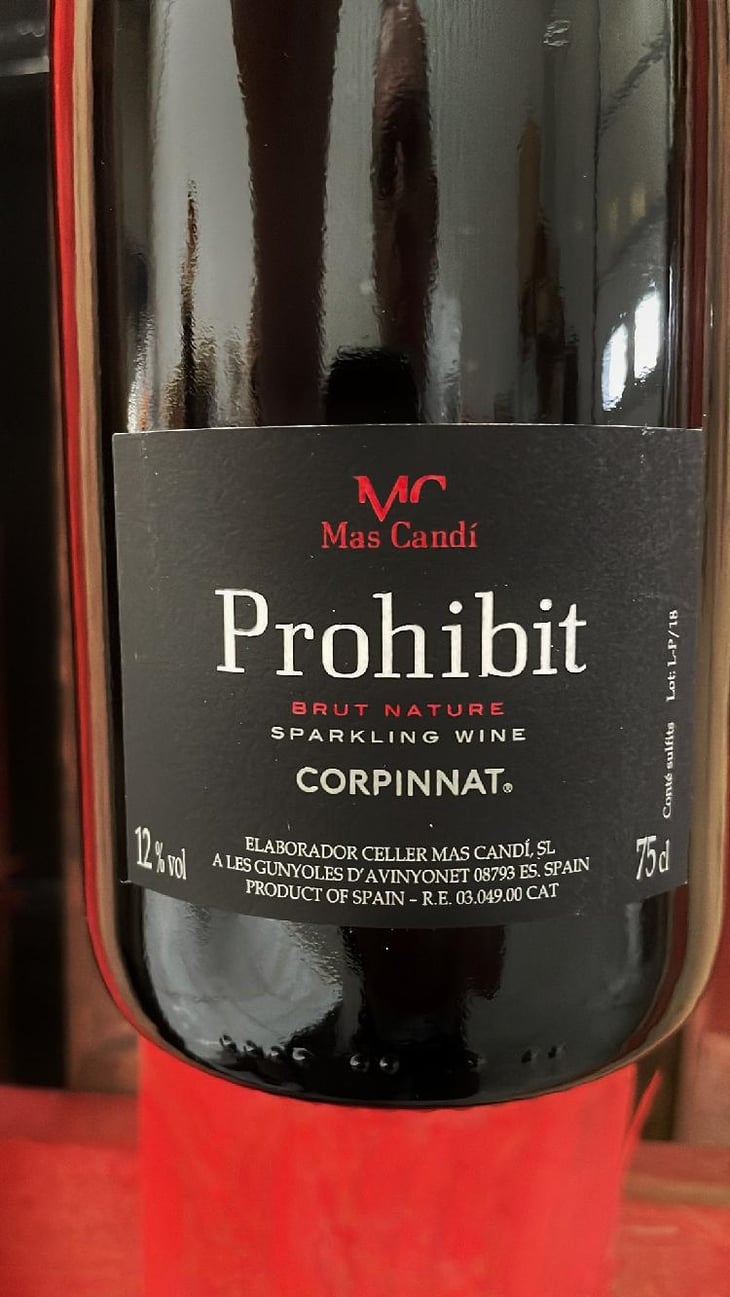 MC
Mas Candí
Prohibit
BRUT NATURE
SPARKLING WINE
CORPINNAT®
12 % vol
ELABORADOR CELLER MAS CANDÍ, SL
A LES GUNYOLES D'AVINYONET 08793 ES. SPAIN
PRODUCT OF SPAIN – R.E. 03.049.00 CAT
75 cl
Conté sulfits Lot: L-P/18